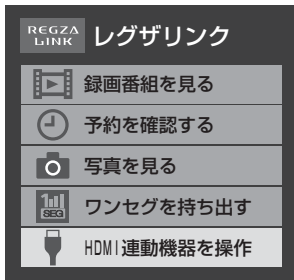 REGZA
LINK
レグザリンク
録画番組を見る
予約を確認する
写真を見る
1seg
SEG
ワンセグを持ち出す
HDMI連動機器を操作